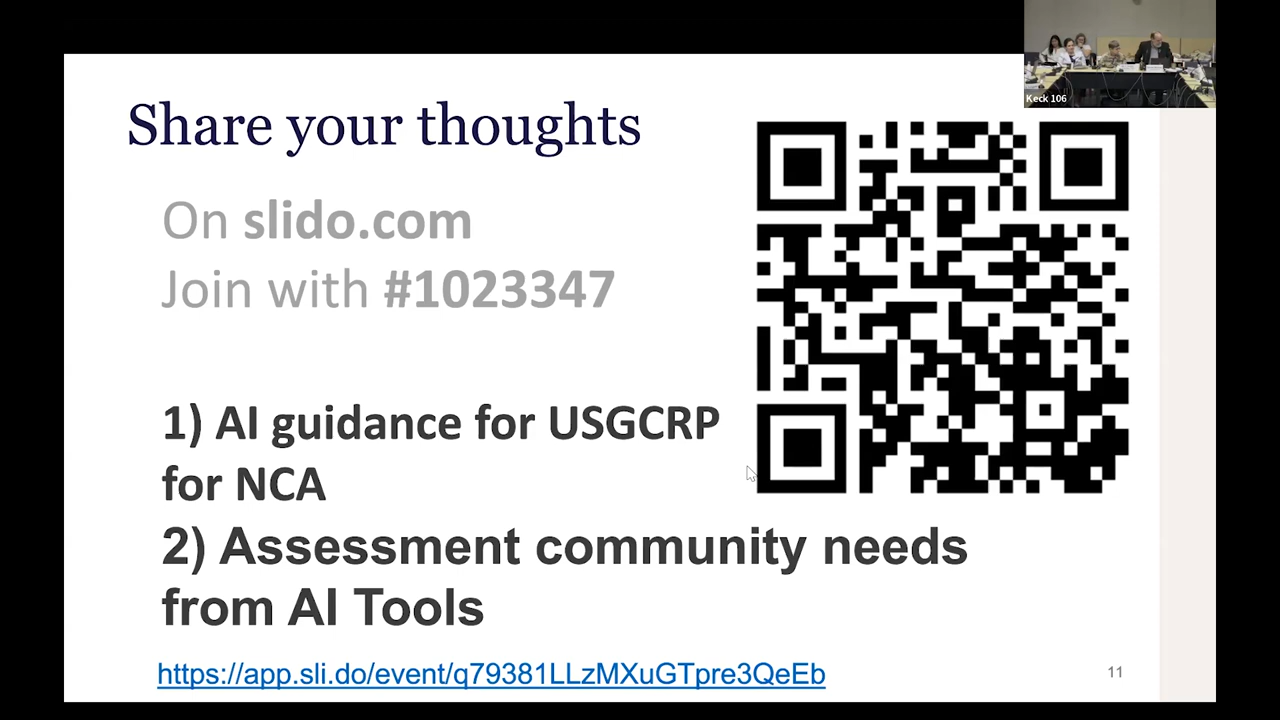 Keck 106
Share your thoughts
On slido.com
Join with #1023347
1) AI guidance for USGCRP
for NCA
2) Assessment community needs
from AI Tools
https://app.sli.do/event/q79381LLzMXuGTpre3QeEb
11